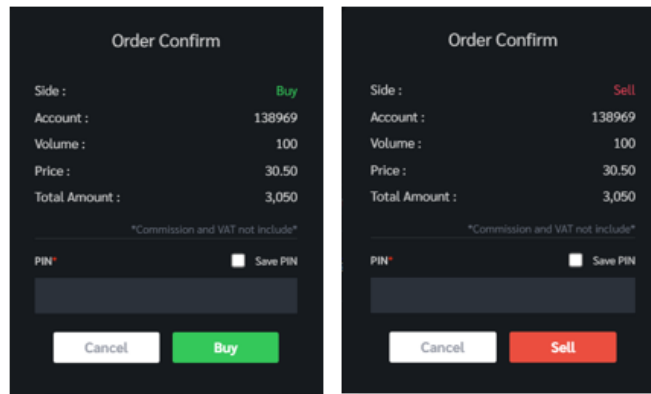 Order Confirm
Side : Buy
Account : 138969
Volume : 100
Price : 30.50
Total Amount : 3,050
*Commission and VAT not include*
PIN* Save PIN
Cancel Buy
Order Confirm
Side : Sell
Account : 138969
Volume : 100
Price : 30.50
Total Amount : 3,050
*Commission and VAT not include*
PIN* Save PIN
Cancel Sell